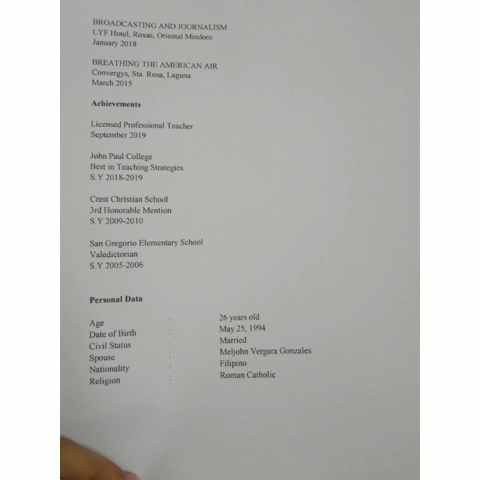 BROADCASTING AND JOURNALISM
LYF Hotel, Roxas, Oriental Mindoro
January 2018
BREATHING THE AMERICAN AIR
Convergys, Sta. Rosa, Laguna
March 2015
Achievements
Licensed Professional Teacher
September 2019
John Paul College
Best in Teaching Strategies
S.Y 2018-2019
Crest Christian School
3rd Honorable Mention
S.Y 2009-2010
San Gregorio Elementary School
Valedictorian
S.Y 2005-2006
Personal Data
Age : 26 years old
Date of Birth : May 25, 1994
Civil Status : Married
Spouse : Meljohn Vergara Gonzales
Nationality : Filipino
Religion : Roman Catholic